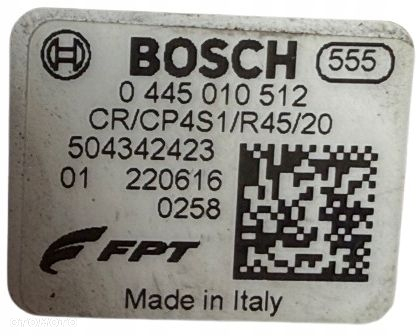 BOSCH 555
0 445 010 512
CR/CP4S1/R45/20
504342423
01 220616
0258
FPT
Made in Italy